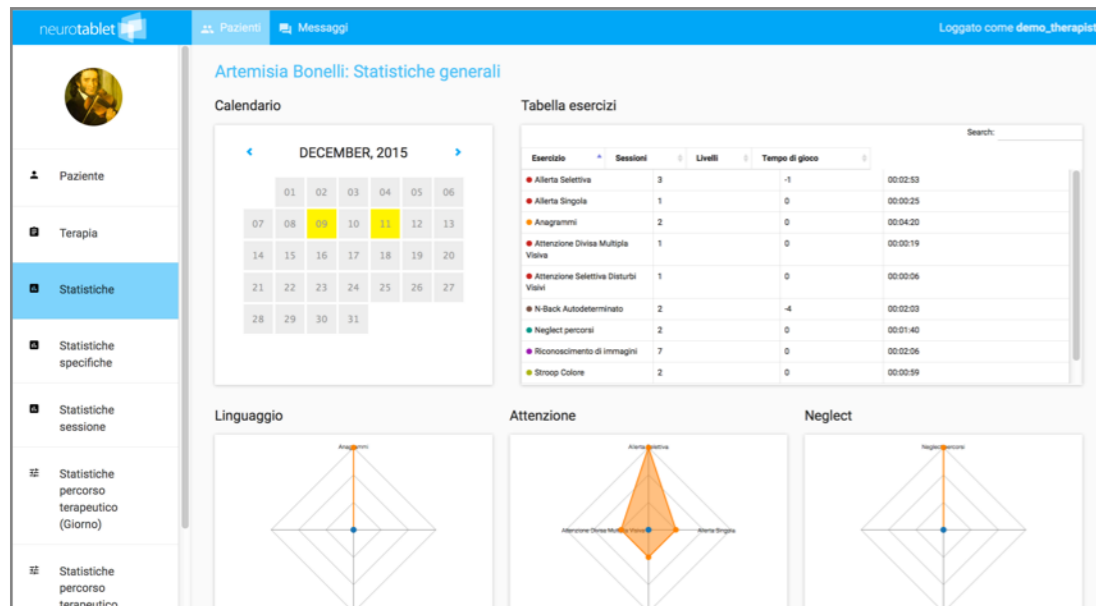 neurotablet
Pazienti
Messaggi
Loggato come demo_therapist
Paziente
Terapia
Statistiche
Statistiche
specifiche
Statistiche
sessione
Statistiche
percorso
terapeutico
(Giorno)
Statistiche
percorso
terapeutico
Artemisia Bonelli: Statistiche generali
Calendario
DECEMBER, 2015
01 02 03 04 05 06
07 08 09 10 11 12 13
14 15 16 17 18 19 20
21 22 23 24 25 26 27
28 29 30 31
Tabella esercizi
Search:
Esercizio Sessioni Livelli Tempo di gioco
Allerta Selettiva 3 -1 00:02:53
Allerta Singola 1 0 00:00:25
Anagrammi 2 0 00:04:20
Attenzione Divisa Multipla 1 0 00:00:19
Visiva
Attenzione Selettiva Disturbi 1 0 00:00:06
Visivi
N-Back Autodeterminato 2 -4 00:02:03
Neglect percorsi 2 0 00:01:40
Riconoscimento di immagini 7 0 00:02:06
Stroop Colore 2 0 00:00:59
Linguaggio
Anagrammi
Attenzione
Allerta Selettiva
Attenzione Divisa Multipla Visiva
Allerta Singola
Neglect
Neglect percorsi